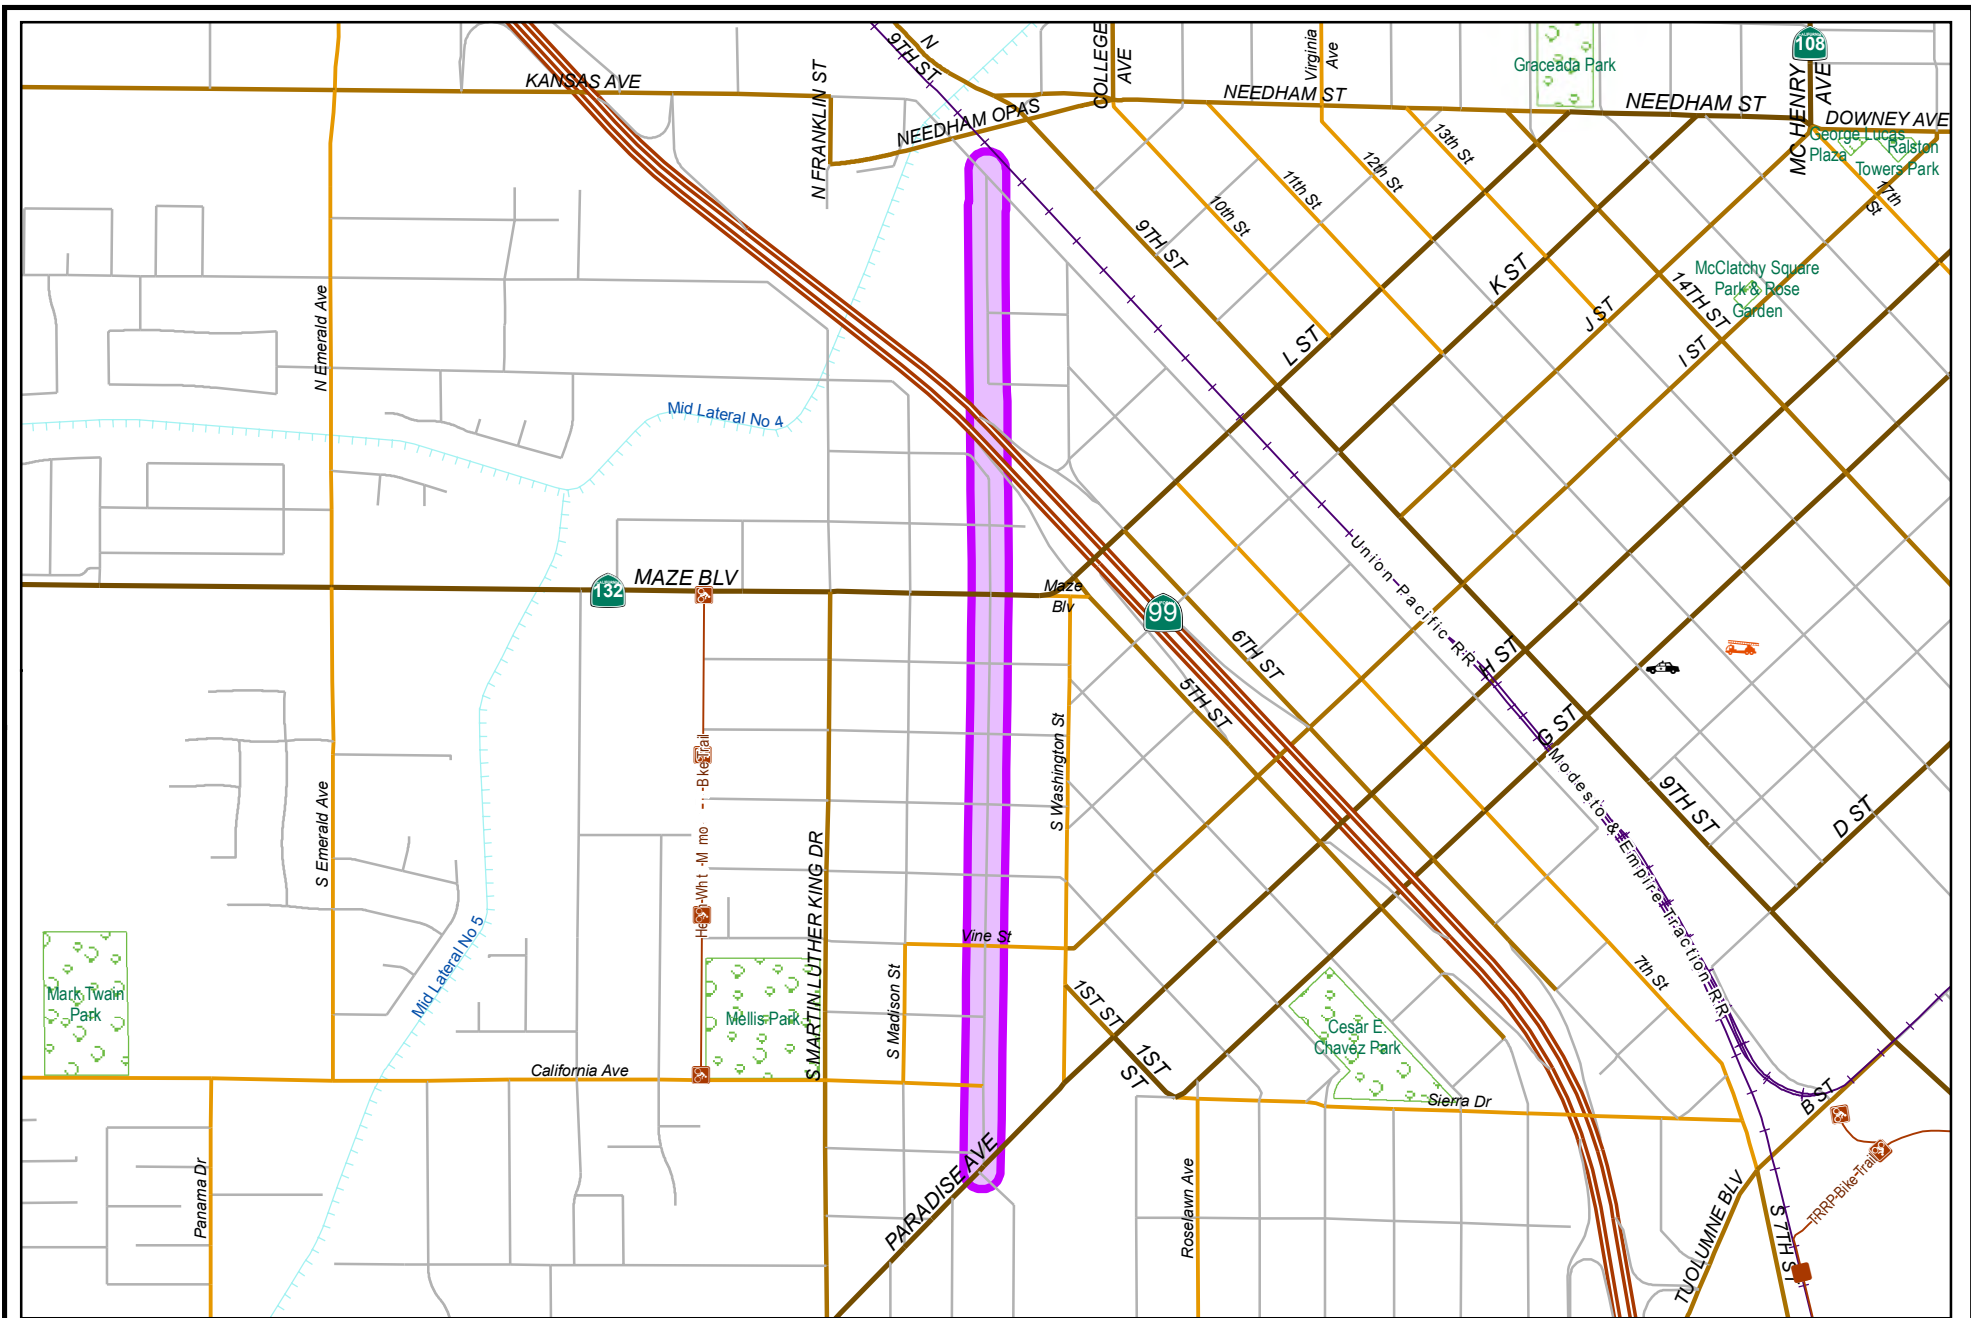 N
9TH ST
COLLEGE
AVE
Virginia
Ave
Graceada Park
108
MC HENRY
AVE
KANSAS AVE
N FRANKLIN ST
NEEDHAM OPAS
NEEDHAM ST
NEEDHAM ST
DOWNEY AVE
George Lucas
Plaza
Ralston
Towers Park
17th
St
13th St
12th St
11th St
10th St
9TH ST
K ST
J ST
14TH ST
I ST
L ST
McClatchy Square
Park & Rose
Garden
N Emerald Ave
Mid Lateral No 4
Union Pacific RR
H ST
G ST
MAZE BLV
132
Maze
Blv
99
6TH ST
5TH ST
S Washington St
Modesto & Empire Traction RR
9TH ST
D ST
S Emerald Ave
Bke Trail
S MARTIN LUTHER KING DR
Vine St
S Madison St
Mid Lateral No 5
Mark Twain
Park
Mellis Park
California Ave
1ST ST
1ST
ST
Cesar E.
Chavez Park
7th St
Sierra Dr
B ST
PARADISE AVE
Panama Dr
Roselawn Ave
TUOLUMNE BLV
S 7TH ST
TRRP Bike Trail